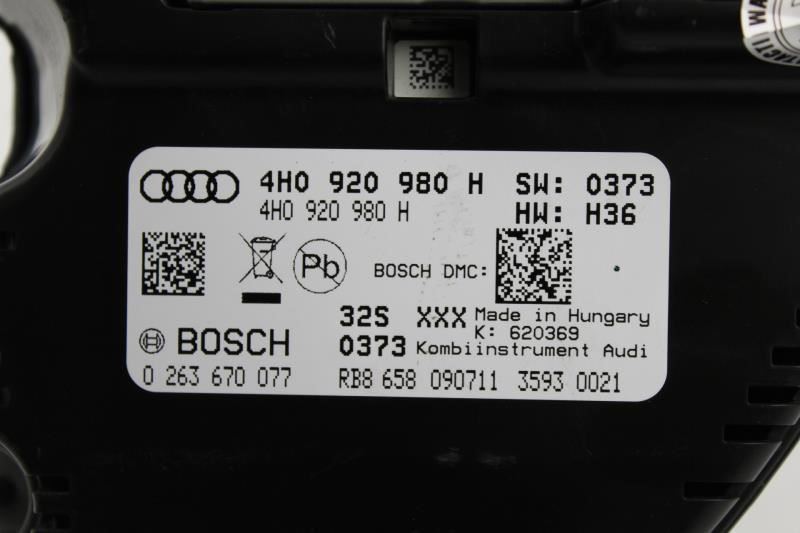 4H0 920 980 H SW: 0373
4H0 920 980 H HW: H36
Pb
BOSCH DMC:
32S XXX Made in Hungary
K: 620369
BOSCH 0373 Kombiinstrument Audi
0 263 670 077 RB8 658 090711 3593 0021